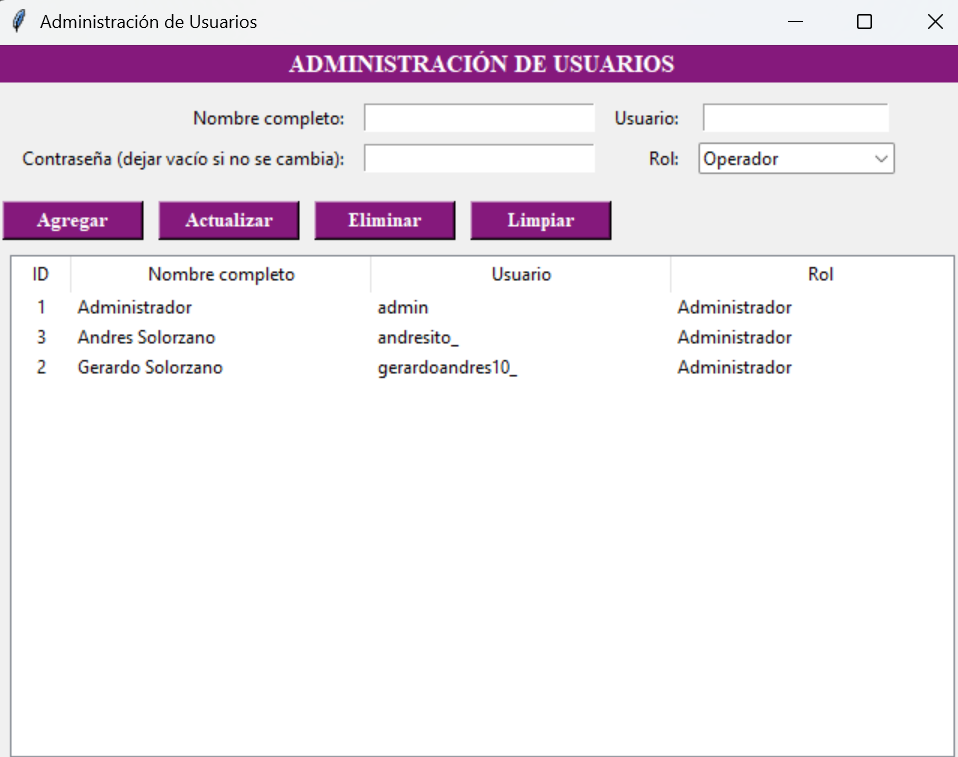 Administración de Usuarios
ADMINISTRACIÓN DE USUARIOS
Nombre completo: Usuario:
Contraseña (dejar vacío si no se cambia): Rol: Operador
Agregar Actualizar Eliminar Limpiar
ID Nombre completo Usuario Rol
1 Administrador admin Administrador
3 Andres Solorzano andresito_ Administrador
2 Gerardo Solorzano gerardoandres10_ Administrador